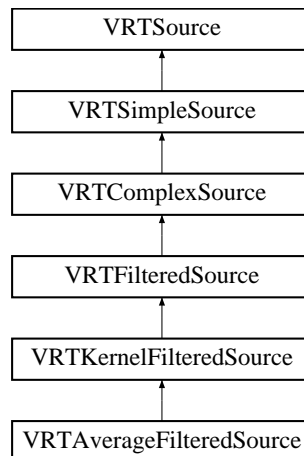 VRTSource
VRTSimpleSource
VRTComplexSource
VRTFilteredSource
VRTKernelFilteredSource
VRTAverageFilteredSource